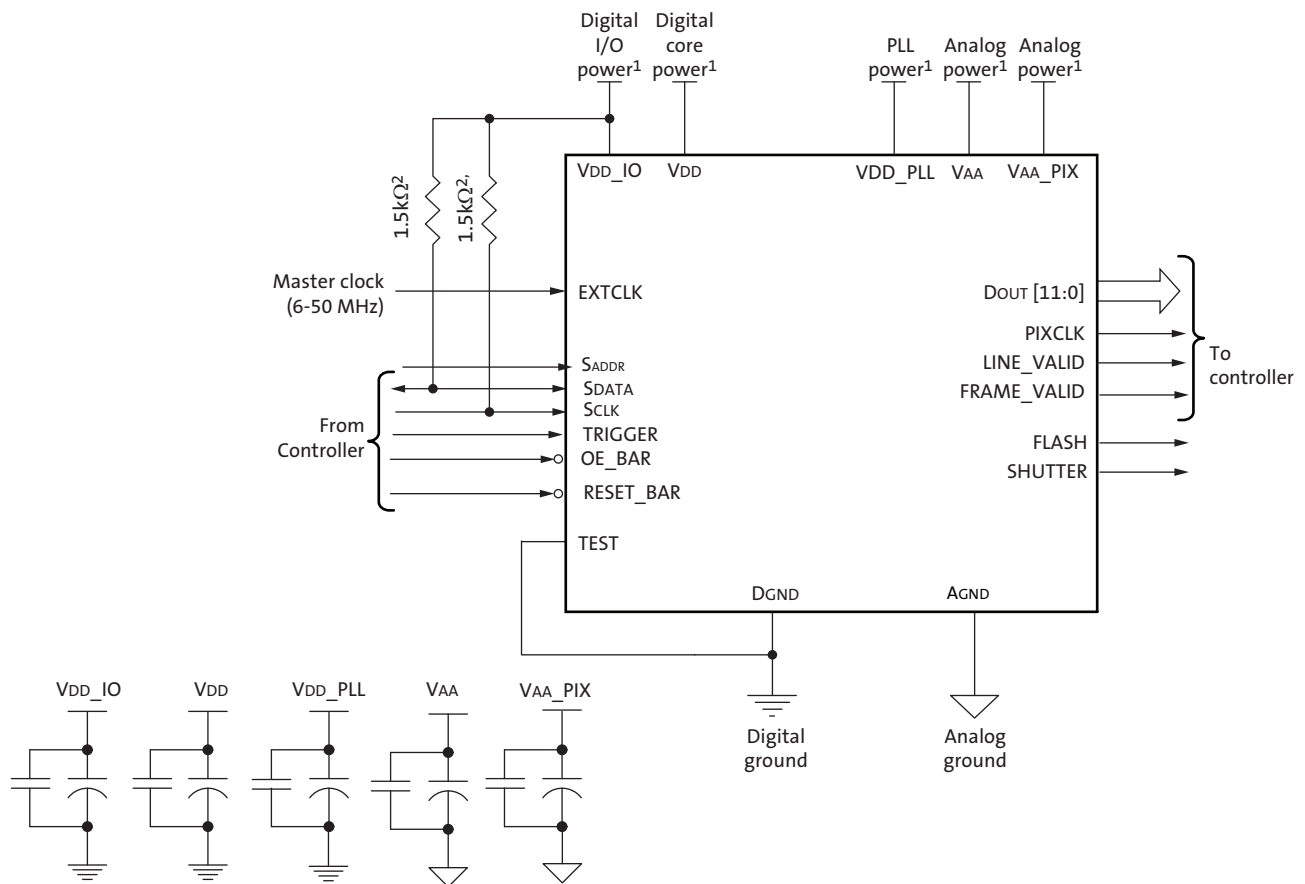 Digital
I/O
power1
Digital
core
power1
PLL
power1
Analog
power1
Analog
power1
VDD_IO
VDD
VDD_PLL
VAA
VAA_PIX
1.5kΩ2
1.5kΩ2,
Master clock
(6-50 MHz)
EXTCLK
SADDR
SDATA
SCLK
TRIGGER
OE_BAR
RESET_BAR
TEST
From
Controller
DOUT [11:0]
PIXCLK
LINE_VALID
FRAME_VALID
To
controller
FLASH
SHUTTER
DGND
AGND
Digital
ground
Analog
ground
VDD_IO
VDD
VDD_PLL
VAA
VAA_PIX